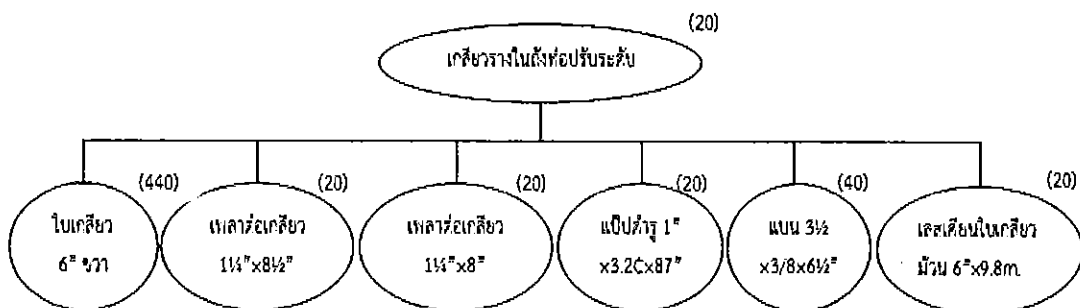 (20)
เกลียวรางในถังท่อปรับระดับ
(440)
(20)
(20)
(20)
(40)
(20)
ใบเกลียว
6" ขวา
เพลาต่อเกลียว
1¼"x8½"
เพลาต่อเกลียว
1¼"x8"
แป๊ปดำรู 1"
x3.2Cx87"
แบน 3½
x3/8x6½"
เลสเดือนใบเกลียว
ม้วน 6"x9.8m.